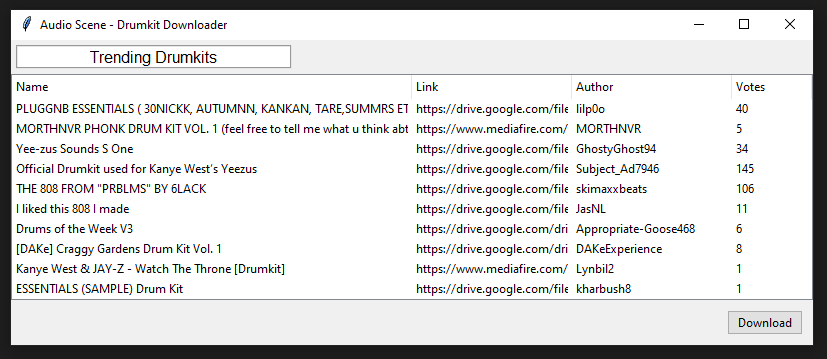 Audio Scene - Drumkit Downloader
Trending Drumkits
Name Link Author Votes
PLUGGNB ESSENTIALS ( 30NICKK, AUTUMNN, KANKAN, TARE,SUMMRS ET https://drive.google.com/file lilp0o 40
MORTHNVR PHONK DRUM KIT VOL. 1 (feel free to tell me what u think abt https://www.mediafire.com/ MORTHNVR 5
Yee-zus Sounds S One https://drive.google.com/file GhostyGhost94 34
Official Drumkit used for Kanye West's Yeezus https://drive.google.com/file Subject_Ad7946 145
THE 808 FROM "PRBLMS" BY 6LACK https://drive.google.com/file skimaxxbeats 106
I liked this 808 I made https://drive.google.com/file JasNL 11
Drums of the Week V3 https://drive.google.com/dri Appropriate-Goose468 6
[DAKe] Craggy Gardens Drum Kit Vol. 1 https://drive.google.com/dri DAKeExperience 8
Kanye West & JAY-Z - Watch The Throne [Drumkit] https://www.mediafire.com/ Lynbil2 1
ESSENTIALS (SAMPLE) Drum Kit https://drive.google.com/file kharbush8 1
Download